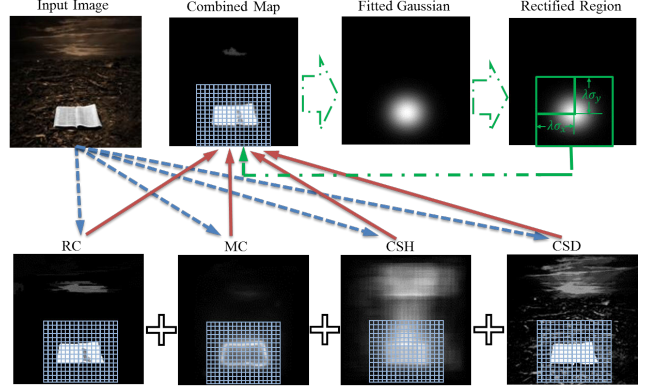 Input Image
Combined Map
Fitted Gaussian
Rectified Region
λσy
λσx
RC
MC
CSH
CSD